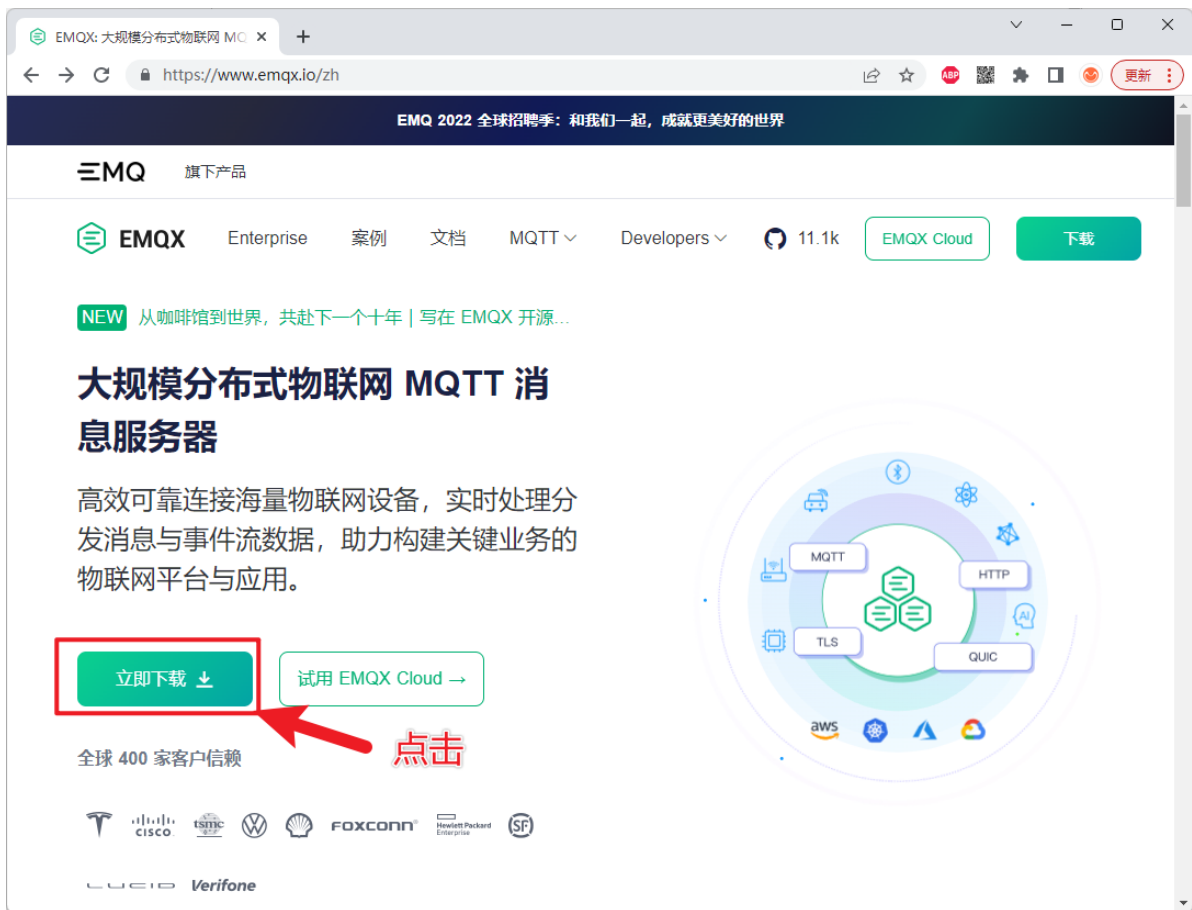 EMQX: 大规模分布式物联网 MQ
https://www.emqx.io/zh
ABP
更新
EMQ 2022 全球招聘季：和我们一起，成就更美好的世界
EMQ 旗下产品
EMQX Enterprise 案例 文档 MQTT Developers 11.1k EMQX Cloud 下载
NEW 从咖啡馆到世界，共赴下一个十年 | 写在 EMQX 开源...
大规模分布式物联网 MQTT 消
息服务器
高效可靠连接海量物联网设备，实时处理分
发消息与事件流数据，助力构建关键业务的
物联网平台与应用。
立即下载 试用 EMQX Cloud →
点击
全球 400 家客户信赖
CISCO tsmc FOXCONN Hewlett Packard Enterprise SF
LUCID Verifone
MQTT
HTTP
AI
TLS
QUIC
aws